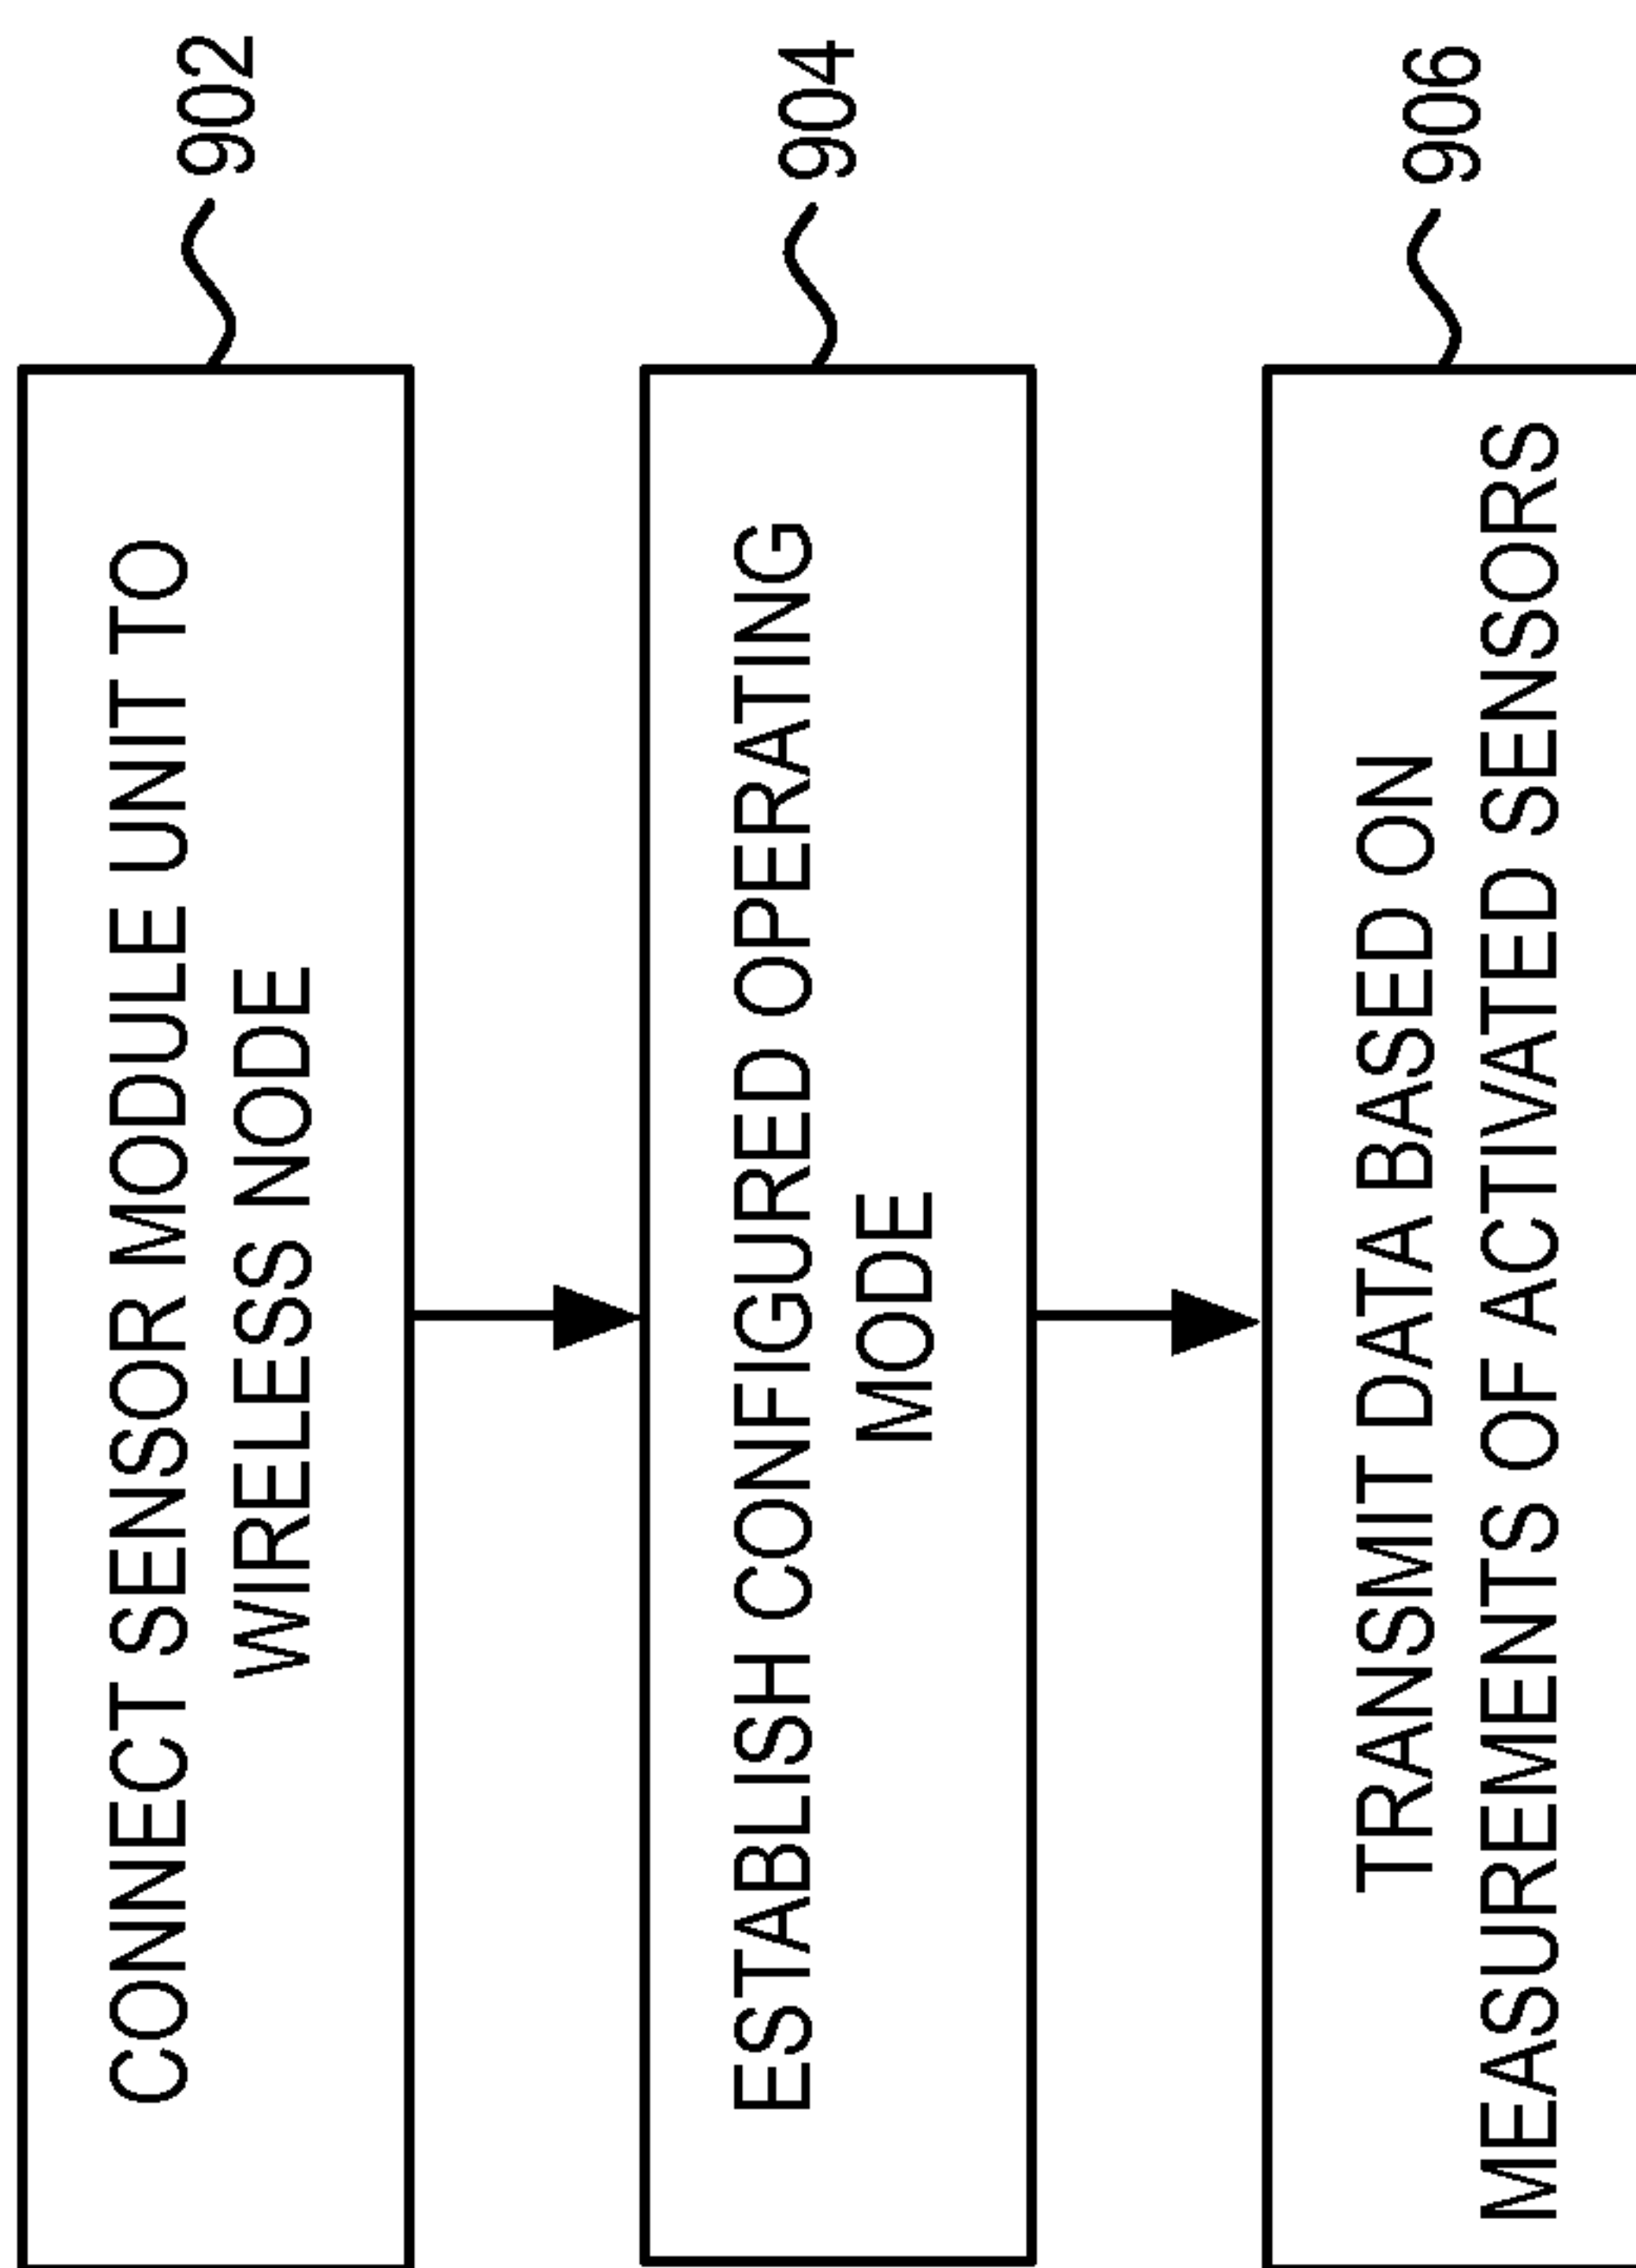 CONNECT SENSOR MODULE UNIT TO
WIRELESS NODE
902
ESTABLISH CONFIGURED OPERATING
MODE
904
TRANSMIT DATA BASED ON
MEASUREMENTS OF ACTIVATED SENSORS
906